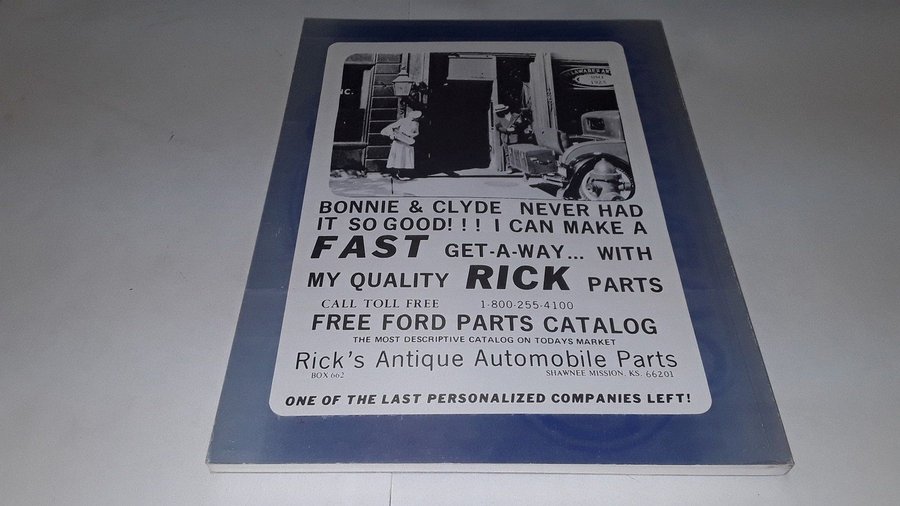 NC.
BONNIE & CLYDE NEVER HAD
IT SO GOOD!!! I CAN MAKE A
FAST GET-A-WAY... WITH
MY QUALITY RICK PARTS
CALL TOLL FREE 1-800-255-4100
FREE FORD PARTS CATALOG
THE MOST DESCRIPTIVE CATALOG ON TODAYS MARKET
Rick's Antique Automobile Parts
BOX 662 SHAWNEE MISSION, KS. 66201
ONE OF THE LAST PERSONALIZED COMPANIES LEFT!